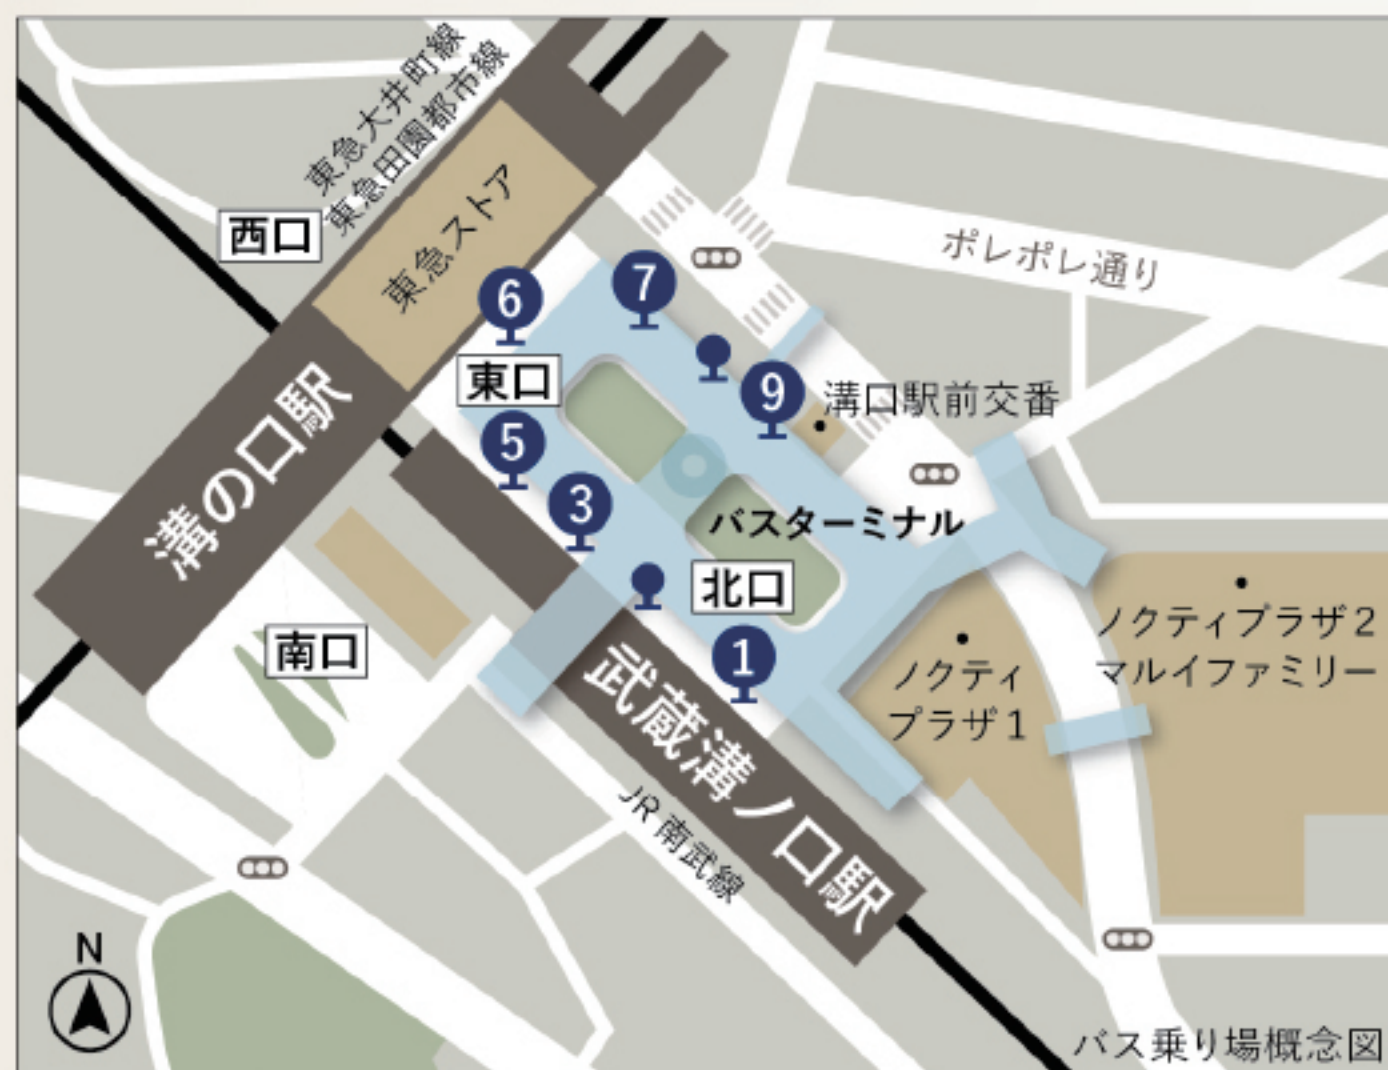 東急大井町線
東急田園都市線
西口
東急ストア
ポレポレ通り
7
6
東口
9
溝口駅前交番
溝の口駅
5
3
バスターミナル
北口
ノクティプラザ2
マルイファミリー
南口
1
ノクティ
プラザ1
武蔵溝ノ口駅
JR 南武線
N
バス乗り場概念図